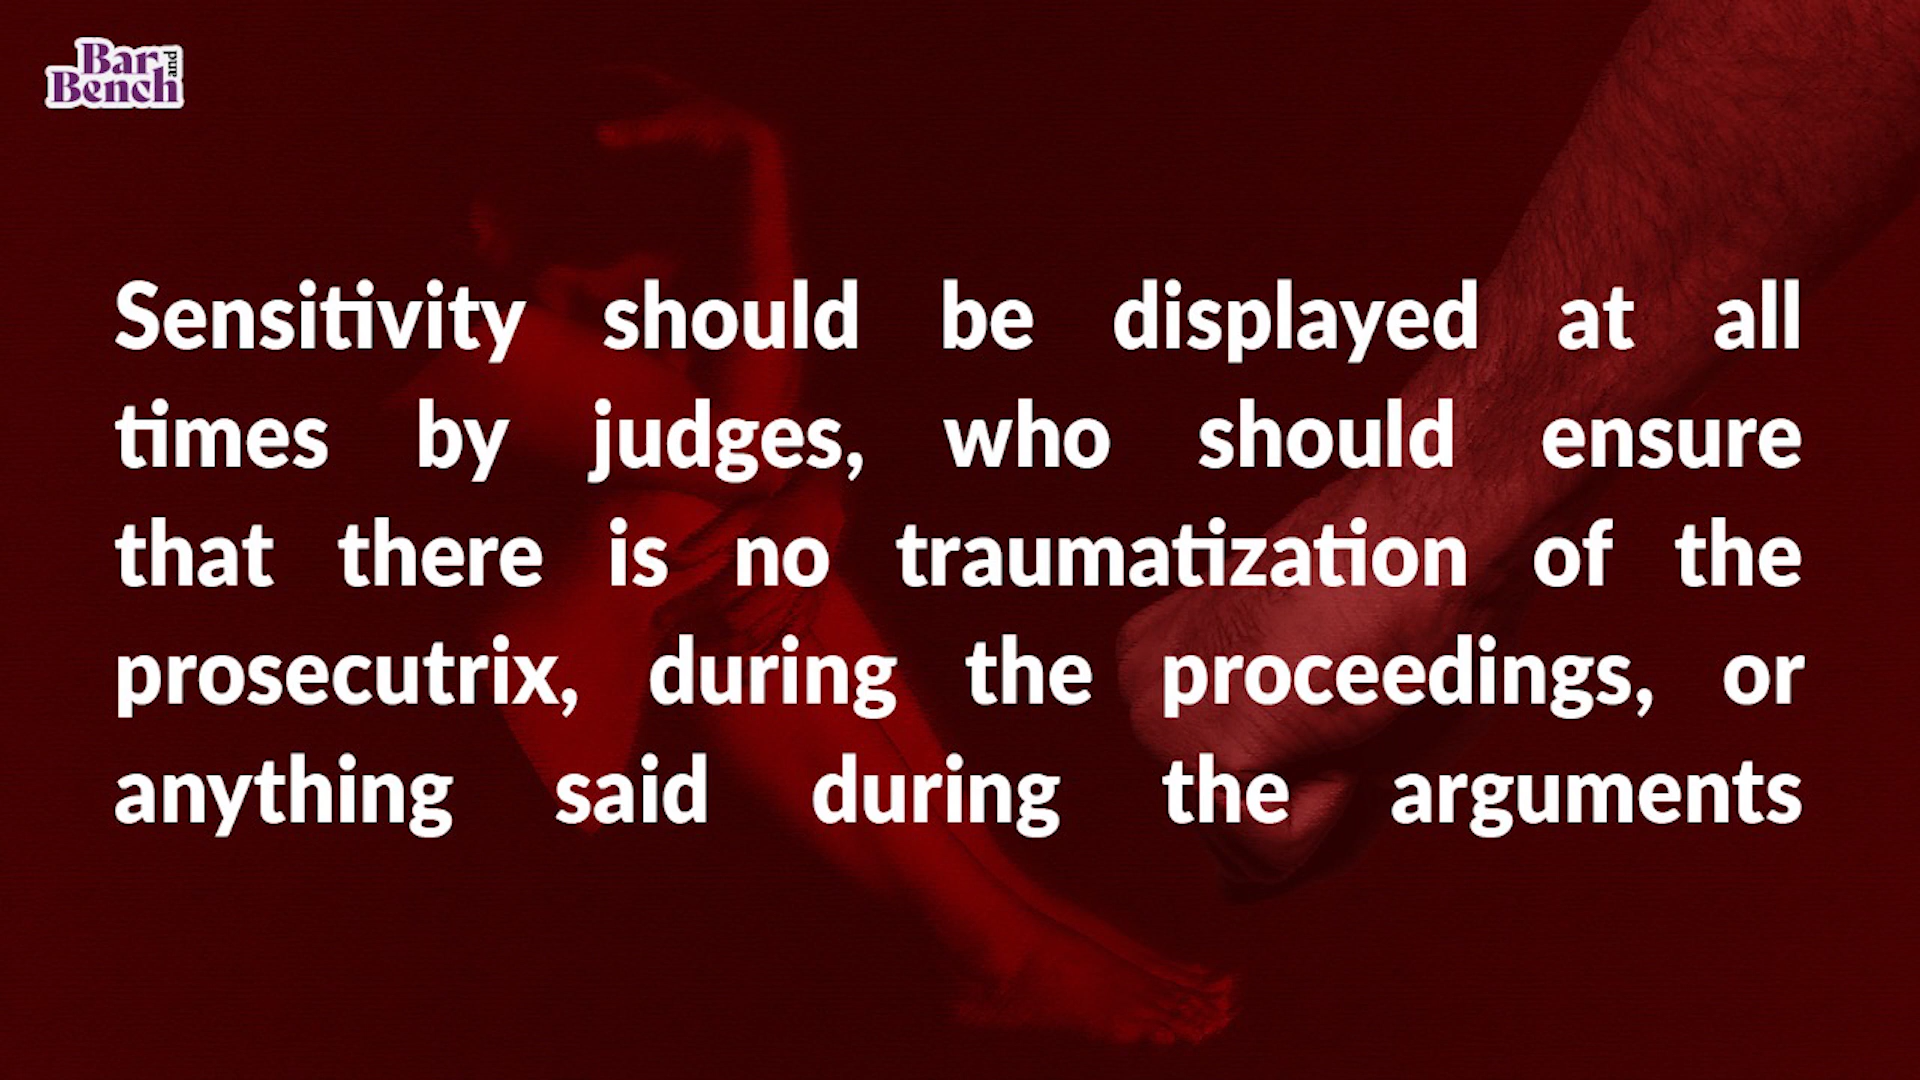 Bar and
Bench
Sensitivity should be displayed at all
times by judges, who should ensure
that there is no traumatization of the
prosecutrix, during the proceedings, or
anything said during the arguments